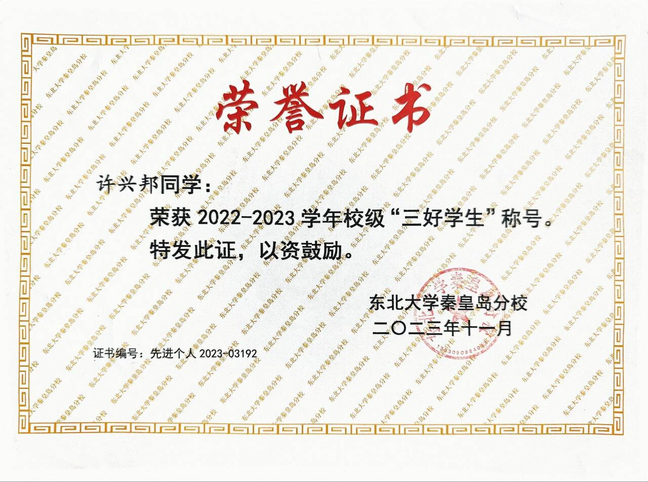 荣誉证书
许兴邦同学：
荣获 2022-2023 学年校级“三好学生”称号。
特发此证，以资鼓励。
东北大学秦皇岛分校
二〇二三年十一月
证书编号：先进个人 2023-03192